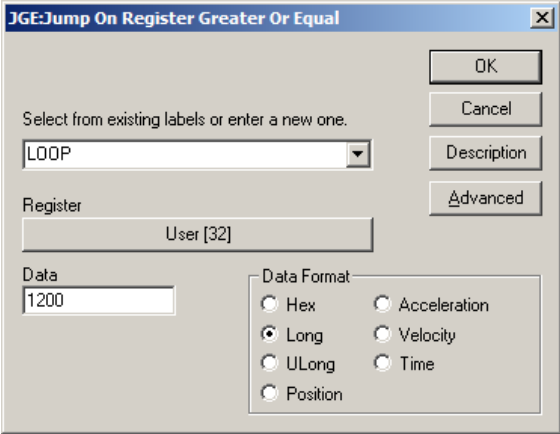 JGE:Jump On Register Greater Or Equal
OK
Cancel
Select from existing labels or enter a new one.
LOOP
Description
Advanced
Register
User [32]
Data
1200
Data Format
Hex
Acceleration
Long
Velocity
ULong
Time
Position